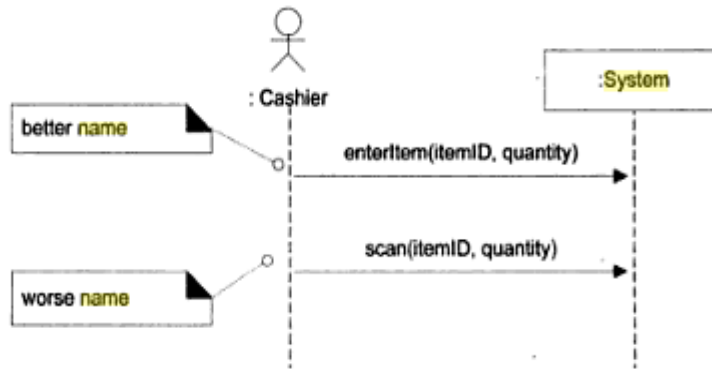 : Cashier
:System
better name
enterItem(itemID, quantity)
scan(itemID, quantity)
worse name